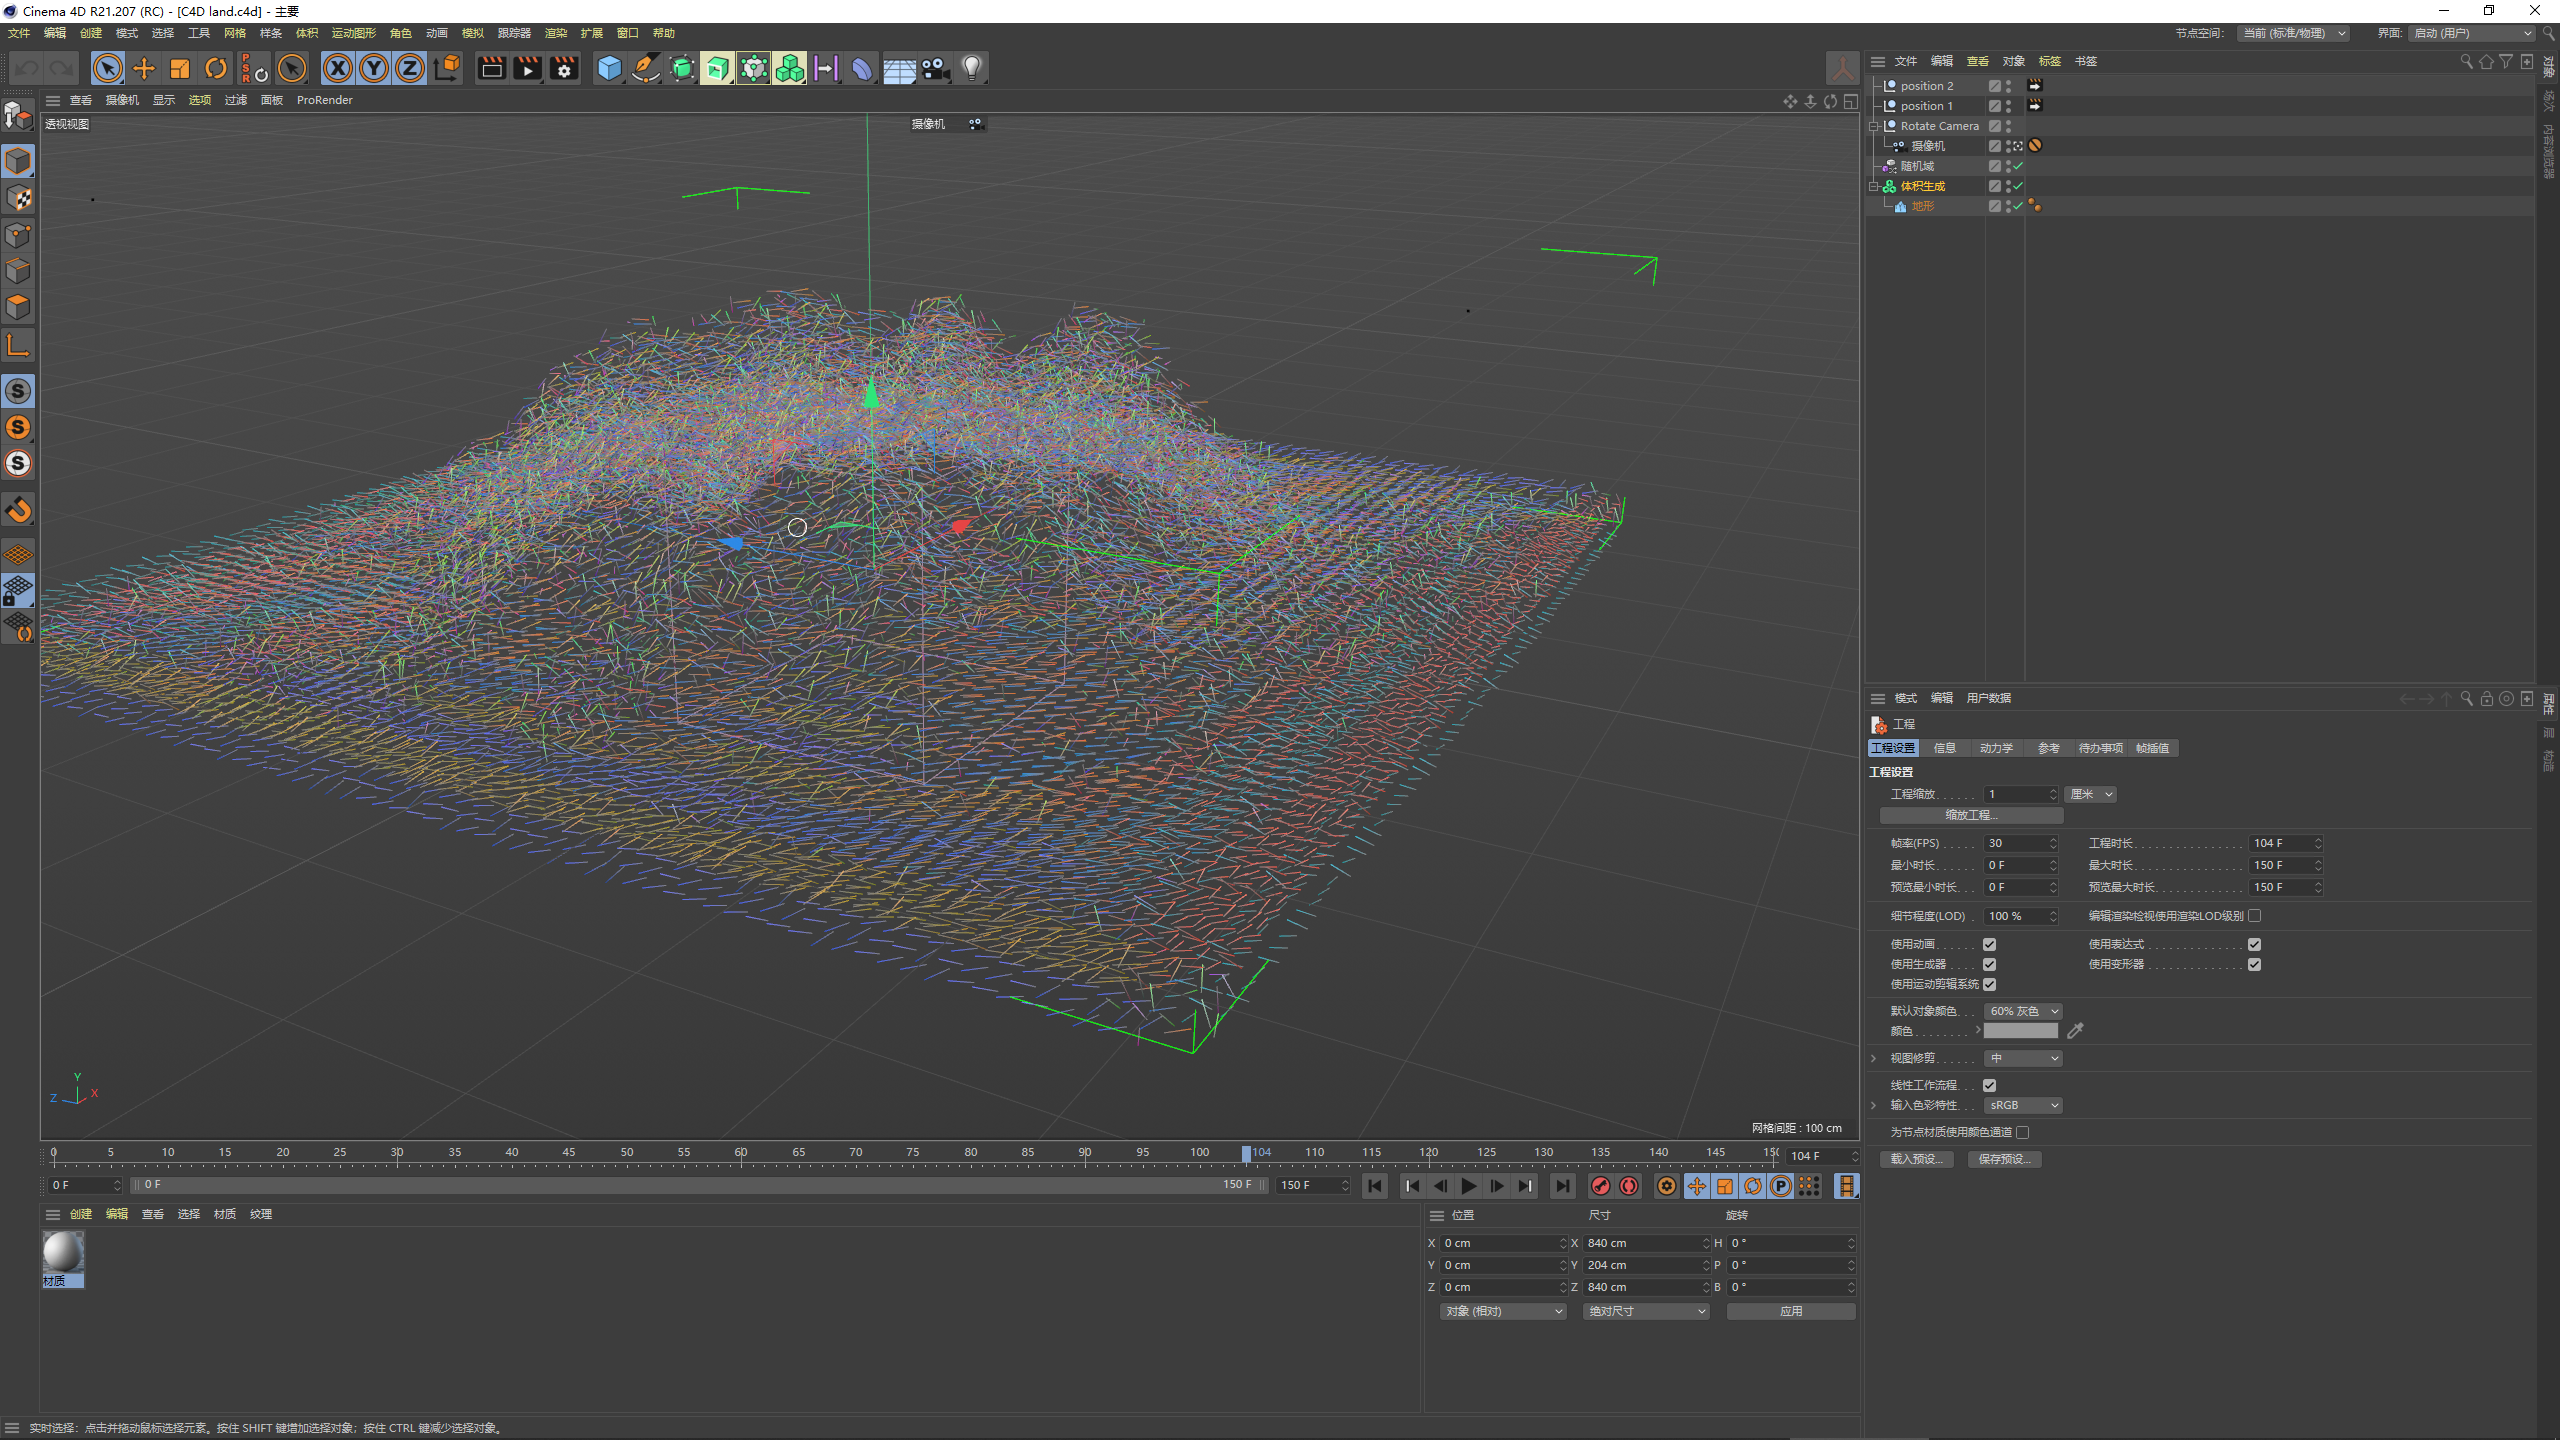 Cinema 4D R21.207 (RC) - [C4D land.c4d] - 主要
文件 编辑 创建 模式 选择 工具 网格 样条 体积 运动图形 角色 动画 模拟 跟踪器 渲染 扩展 窗口 帮助
节点空间: 当前 (标准/物理) 界面: 启动 (用户)
PSR X Y Z
查看 摄像机 显示 选项 过滤 面板 ProRender
透视视图
摄像机
S
S
S
Y
Z X
网格间距 : 100 cm
0 5 10 15 20 25 30 35 40 45 50 55 60 65 70 75 80 85 90 95 100 104 110 115 120 125 130 135 140 145 15
104 F
0 F 0 F 150 F 150 F P
创建 编辑 查看 选择 材质 纹理
材质
位置 尺寸 旋转
X 0 cm X 840 cm H 0 °
Y 0 cm Y 204 cm P 0 °
Z 0 cm Z 840 cm B 0 °
对象 (相对) 绝对尺寸 应用
实时选择：点击并拖动鼠标选择元素。按住 SHIFT 键增加选择对象；按住 CTRL 键减少选择对象。
文件 编辑 查看 对象 标签 书签
position 2
position 1
Rotate Camera
摄像机
随机域
体积生成
地形
对象
场次
内容浏览器
模式 编辑 用户数据
工程
工程设置 信息 动力学 参考 待办事项 帧插值
工程设置
工程缩放 . . . . . . 1 厘米
缩放工程...
帧率(FPS) . . . . . 30 工程时长 . . . . . . . . . . . . . . . . 104 F
最小时长 . . . . . . 0 F 最大时长 . . . . . . . . . . . . . . . . 150 F
预览最小时长 . . . 0 F 预览最大时长 . . . . . . . . . . . . . 150 F
细节程度(LOD) . 100 % 编辑渲染检视使用渲染LOD级别
使用动画 . . . . . . 使用表达式 . . . . . . . . . . . . . .
使用生成器 . . . . 使用变形器 . . . . . . . . . . . . . .
使用运动剪辑系统
默认对象颜色 . . . 60% 灰色
颜色 . . . . . . . .
视图修剪 . . . . . . 中
线性工作流程 . . .
输入色彩特性 . . . sRGB
为节点材质使用颜色通道
载入预设... 保存预设...
属性
层
构造